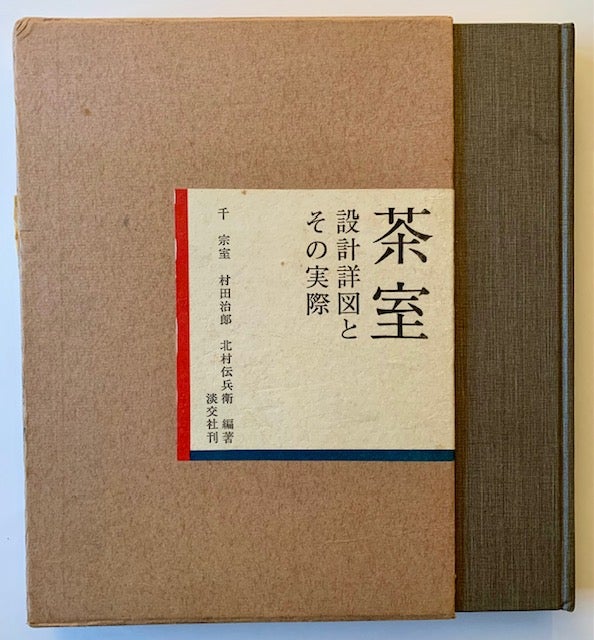 茶室
設計詳図と
その実際
千 宗室 村田治郎 北村伝兵衛 編著
淡交社刊